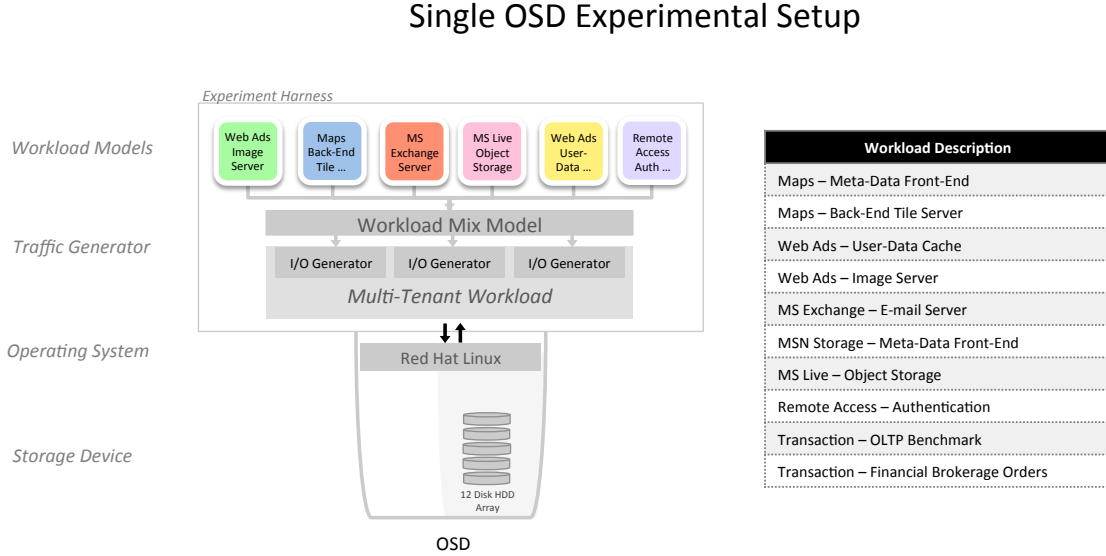 Single OSD Experimental Setup
Experiment Harness
Workload Models
Web Ads
Image
Server
Maps
Back-End
Tile ...
MS
Exchange
Server
MS Live
Object
Storage
Web Ads
User-
Data ...
Remote
Access
Auth ...
Traffic Generator
Workload Mix Model
I/O Generator
I/O Generator
I/O Generator
Multi-Tenant Workload
Operating System
Red Hat Linux
Storage Device
12 Disk HDD
Array
OSD
Workload Description
Maps – Meta-Data Front-End
Maps – Back-End Tile Server
Web Ads – User-Data Cache
Web Ads – Image Server
MS Exchange – E-mail Server
MSN Storage – Meta-Data Front-End
MS Live – Object Storage
Remote Access – Authentication
Transaction – OLTP Benchmark
Transaction – Financial Brokerage Orders